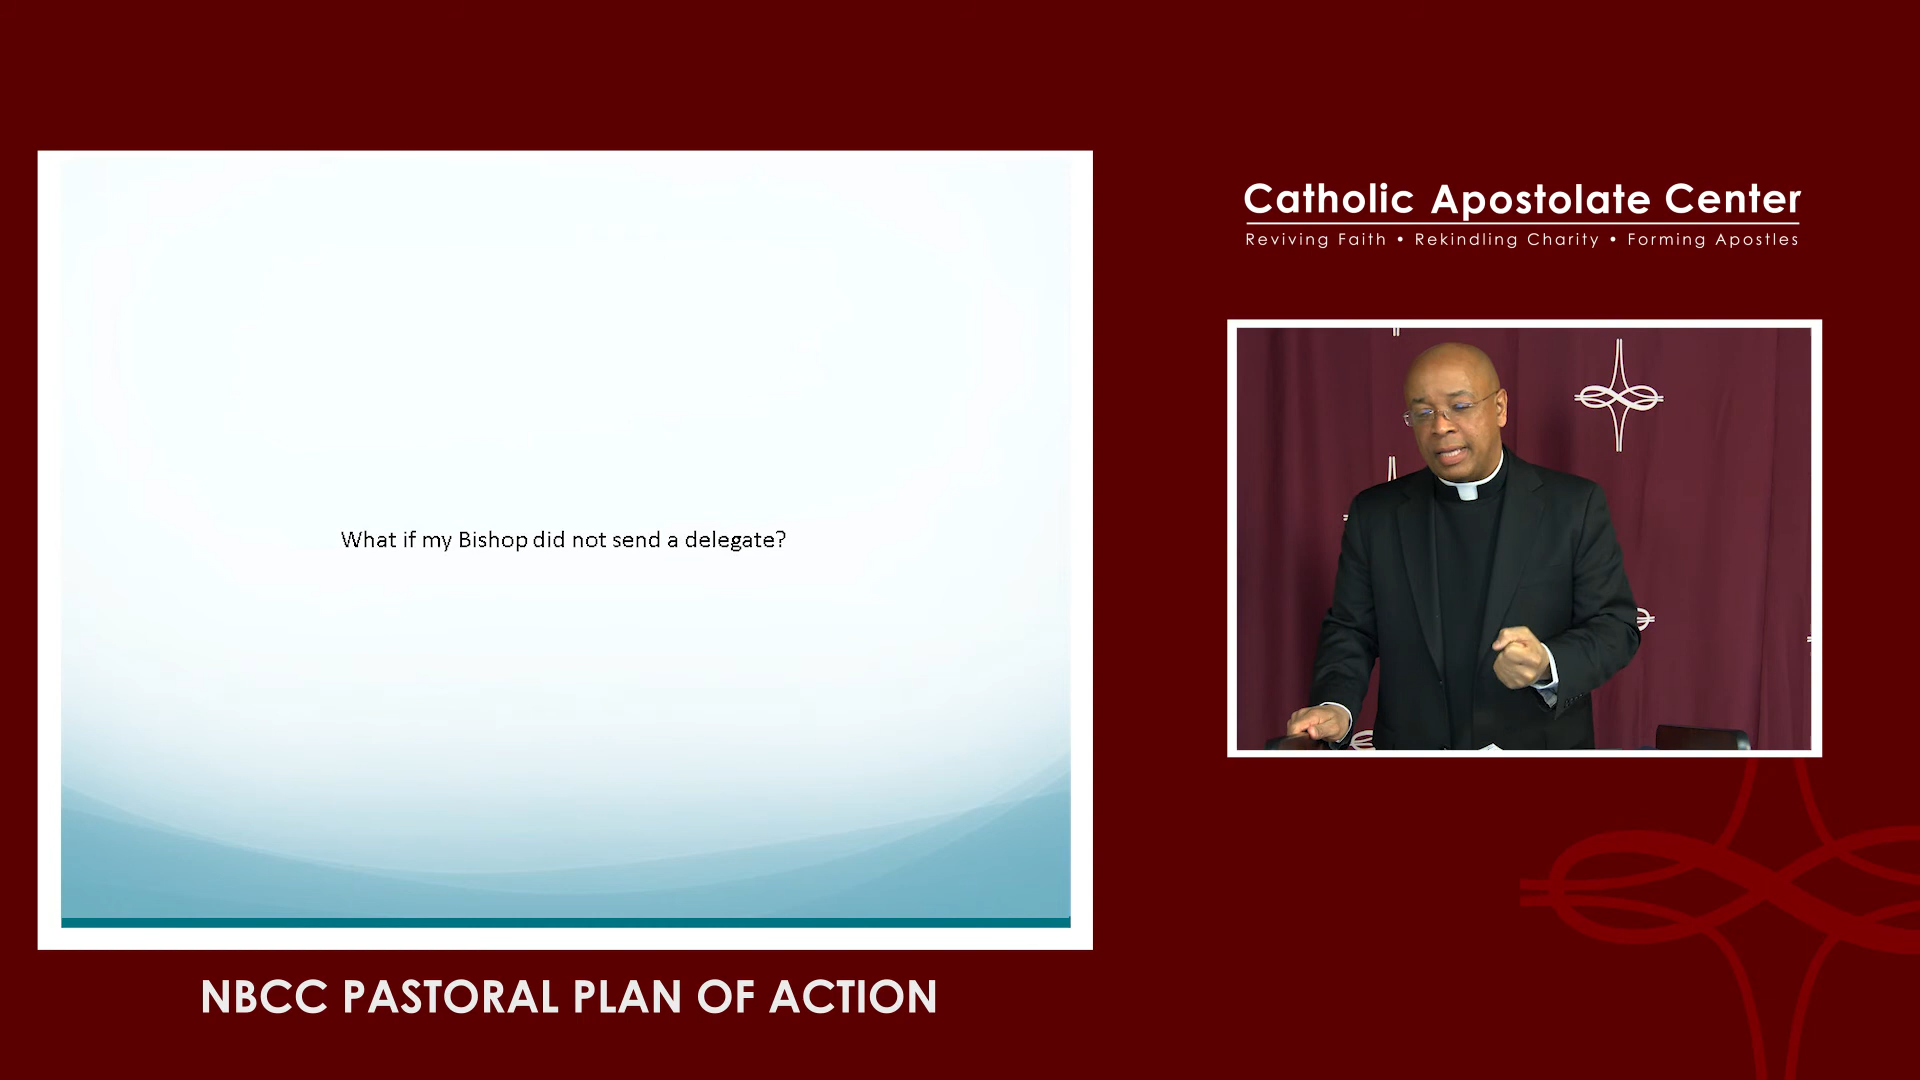 What if my Bishop did not send a delegate?
NBCC PASTORAL PLAN OF ACTION
Catholic Apostolate Center
Reviving Faith • Rekindling Charity • Forming Apostles